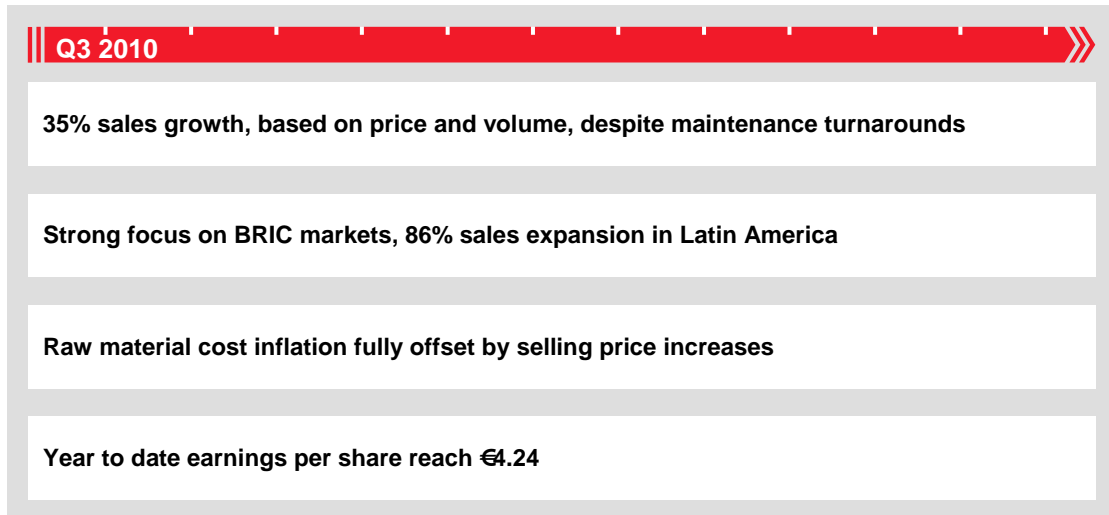 Q3 2010
35% sales growth, based on price and volume, despite maintenance turnarounds
Strong focus on BRIC markets, 86% sales expansion in Latin America
Raw material cost inflation fully offset by selling price increases
Year to date earnings per share reach €4.24